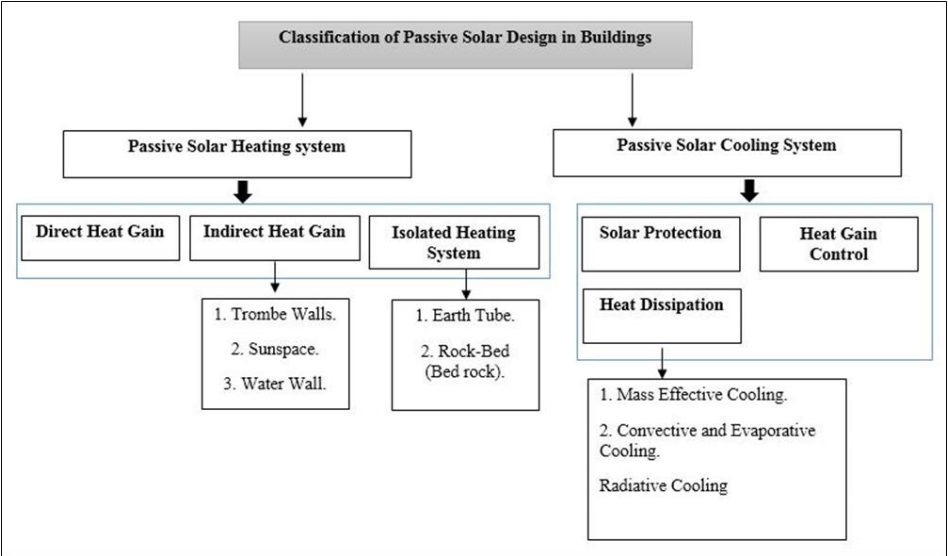 Classification of Passive Solar Design in Buildings
Passive Solar Heating system
Passive Solar Cooling System
Direct Heat Gain
Indirect Heat Gain
Isolated Heating
System
Solar Protection
Heat Gain
Control
Heat Dissipation
1. Trombe Walls.
2. Sunspace.
3. Water Wall.
1. Earth Tube.
2. Rock-Bed
(Bed rock).
1. Mass Effective Cooling.
2. Convective and Evaporative
Cooling.
Radiative Cooling